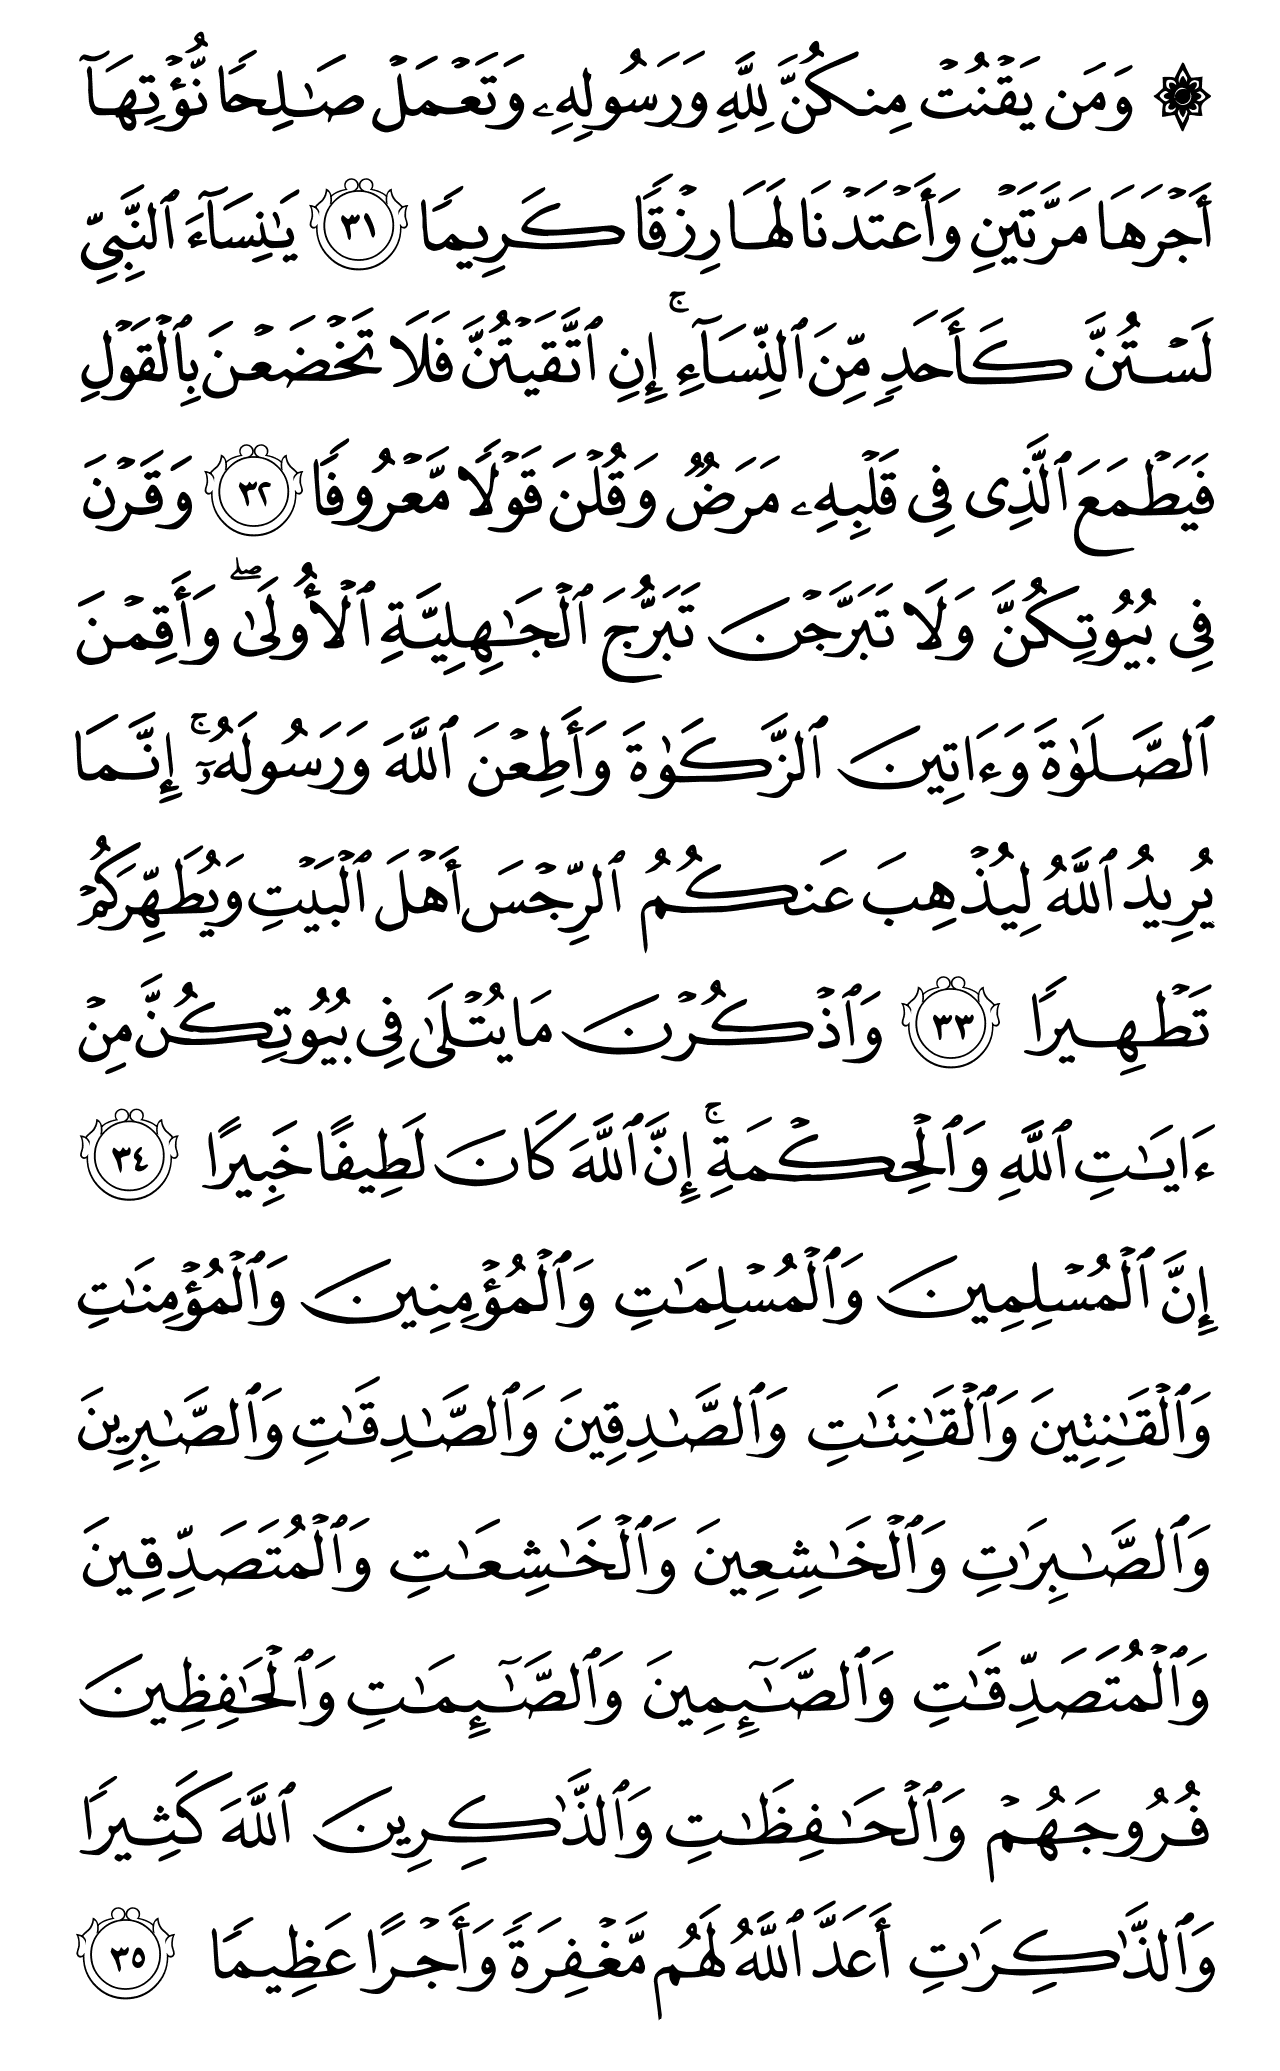 ۞ وَمَن يَقْنُتْ مِنكُنَّ لِلَّهِ وَرَسُولِهِۦ وَتَعْمَلْ صَـٰلِحًا نُّؤْتِهَآ
أَجْرَهَا مَرَّتَيْنِ وَأَعْتَدْنَا لَهَا رِزْقًا كَرِيمًا ٣١ يَـٰنِسَآءَ ٱلنَّبِىِّ
لَسْتُنَّ كَأَحَدٍ مِّنَ ٱلنِّسَآءِ ۚ إِنِ ٱتَّقَيْتُنَّ فَلَا تَخْضَعْنَ بِٱلْقَوْلِ
فَيَطْمَعَ ٱلَّذِى فِى قَلْبِهِۦ مَرَضٌ وَقُلْنَ قَوْلًا مَّعْرُوفًا ٣٢ وَقَرْنَ
فِى بُيُوتِكُنَّ وَلَا تَبَرَّجْنَ تَبَرُّجَ ٱلْجَـٰهِلِيَّةِ ٱلْأُولَىٰ ۖ وَأَقِمْنَ
ٱلصَّلَوٰةَ وَءَاتِينَ ٱلزَّكَوٰةَ وَأَطِعْنَ ٱللَّهَ وَرَسُولَهُۥٓ ۚ إِنَّمَا
يُرِيدُ ٱللَّهُ لِيُذْهِبَ عَنكُمُ ٱلرِّجْسَ أَهْلَ ٱلْبَيْتِ وَيُطَهِّرَكُمْ
تَطْهِيرًا ٣٣ وَٱذْكُرْنَ مَا يُتْلَىٰ فِى بُيُوتِكُنَّ مِنْ
ءَايَـٰتِ ٱللَّهِ وَٱلْحِكْمَةِ ۚ إِنَّ ٱللَّهَ كَانَ لَطِيفًا خَبِيرًا ٣٤
إِنَّ ٱلْمُسْلِمِينَ وَٱلْمُسْلِمَـٰتِ وَٱلْمُؤْمِنِينَ وَٱلْمُؤْمِنَـٰتِ
وَٱلْقَـٰنِتِينَ وَٱلْقَـٰنِتَـٰتِ وَٱلصَّـٰدِقِينَ وَٱلصَّـٰدِقَـٰتِ وَٱلصَّـٰبِرِينَ
وَٱلصَّـٰبِرَٰتِ وَٱلْخَـٰشِعِينَ وَٱلْخَـٰشِعَـٰتِ وَٱلْمُتَصَدِّقِينَ
وَٱلْمُتَصَدِّقَـٰتِ وَٱلصَّـٰٓئِمِينَ وَٱلصَّـٰٓئِمَـٰتِ وَٱلْحَـٰفِظِينَ
فُرُوجَهُمْ وَٱلْحَـٰفِظَـٰتِ وَٱلذَّٰكِرِينَ ٱللَّهَ كَثِيرًا
وَٱلذَّٰكِرَٰتِ أَعَدَّ ٱللَّهُ لَهُم مَّغْفِرَةً وَأَجْرًا عَظِيمًا ٣٥